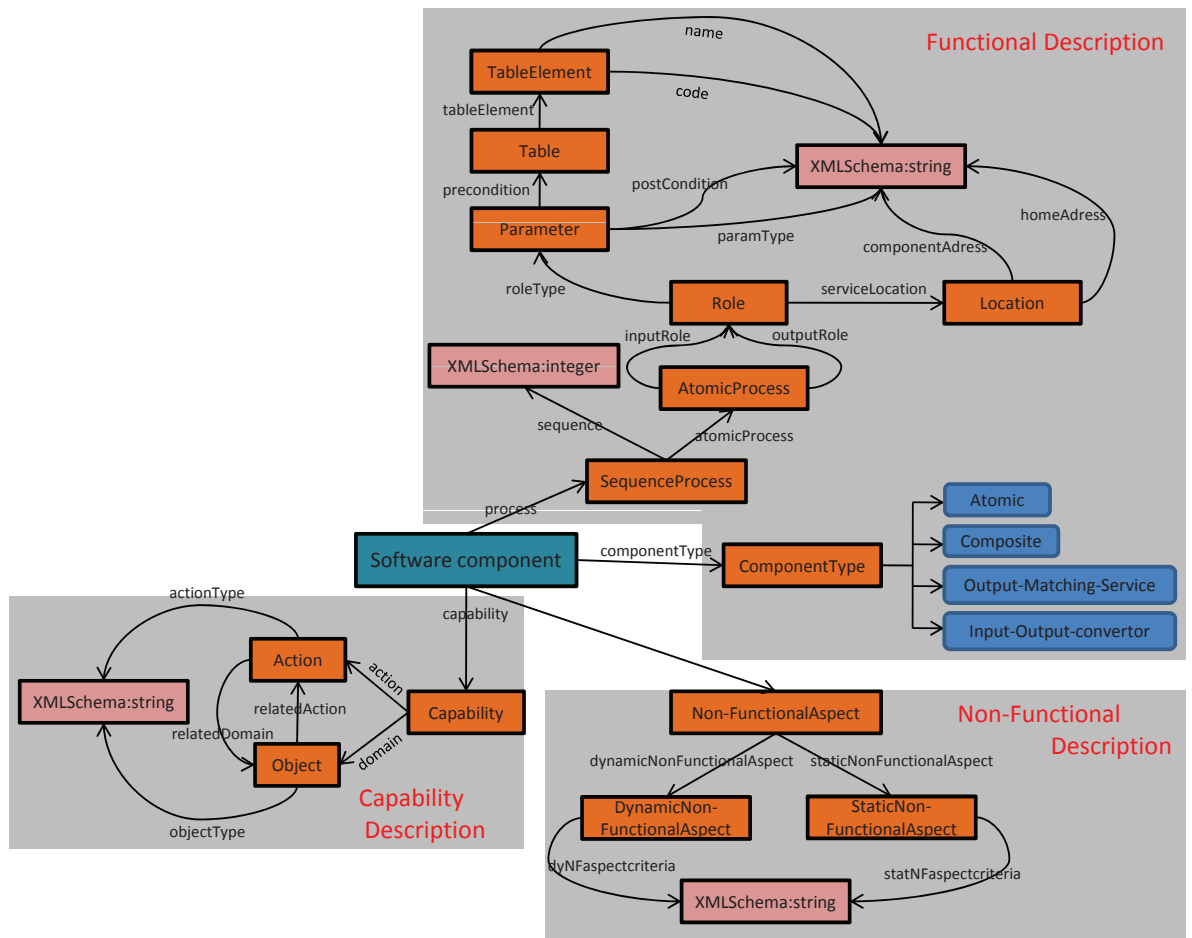 name
Functional Description
TableElement
code
tableElement
Table
XMLSchema:string
precondition
postCondition
homeAdress
Parameter
paramType
componentAdress
roleType
Role
serviceLocation
Location
inputRole
outputRole
XMLSchema:integer
AtomicProcess
sequence
atomicProcess
SequenceProcess
process
Atomic
Composite
Software component
componentType
ComponentType
Output-Matching-Service
Input-Output-convertor
actionType
capability
Action
action
XMLSchema:string
relatedAction
Capability
relatedDomain
domain
Object
objectType
Capability
Description
Non-FunctionalAspect
Non-Functional
Description
dynamicNonFunctionalAspect
staticNonFunctionalAspect
DynamicNon-
FunctionalAspect
StaticNon-
FunctionalAspect
dyNFaspectcriteria
statNFaspectcriteria
XMLSchema:string